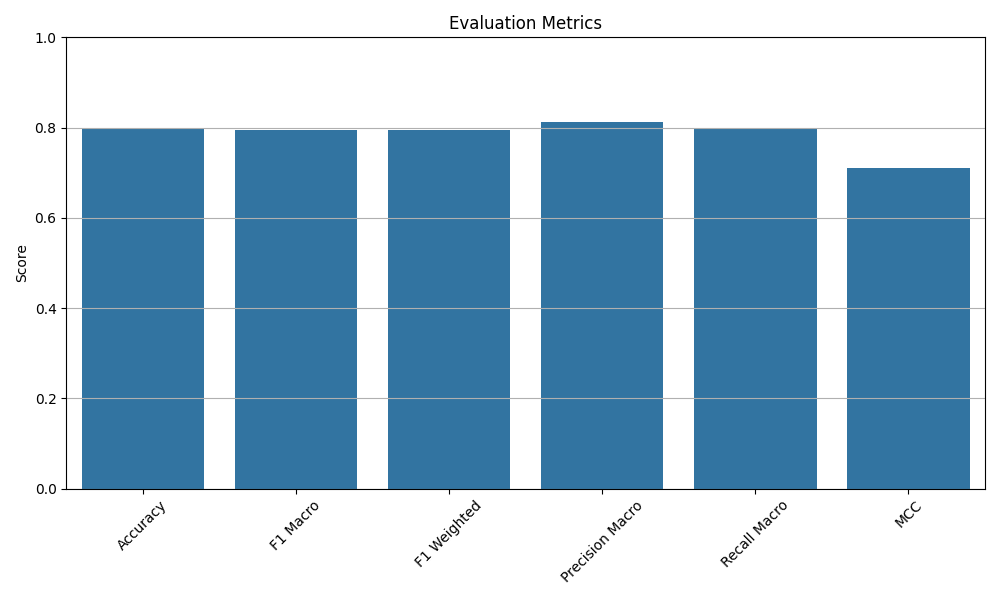 Evaluation Metrics
1.0
0.8
0.6
0.4
0.2
0.0
Score
Accuracy
F1 Macro
F1 Weighted
Precision Macro
Recall Macro
MCC